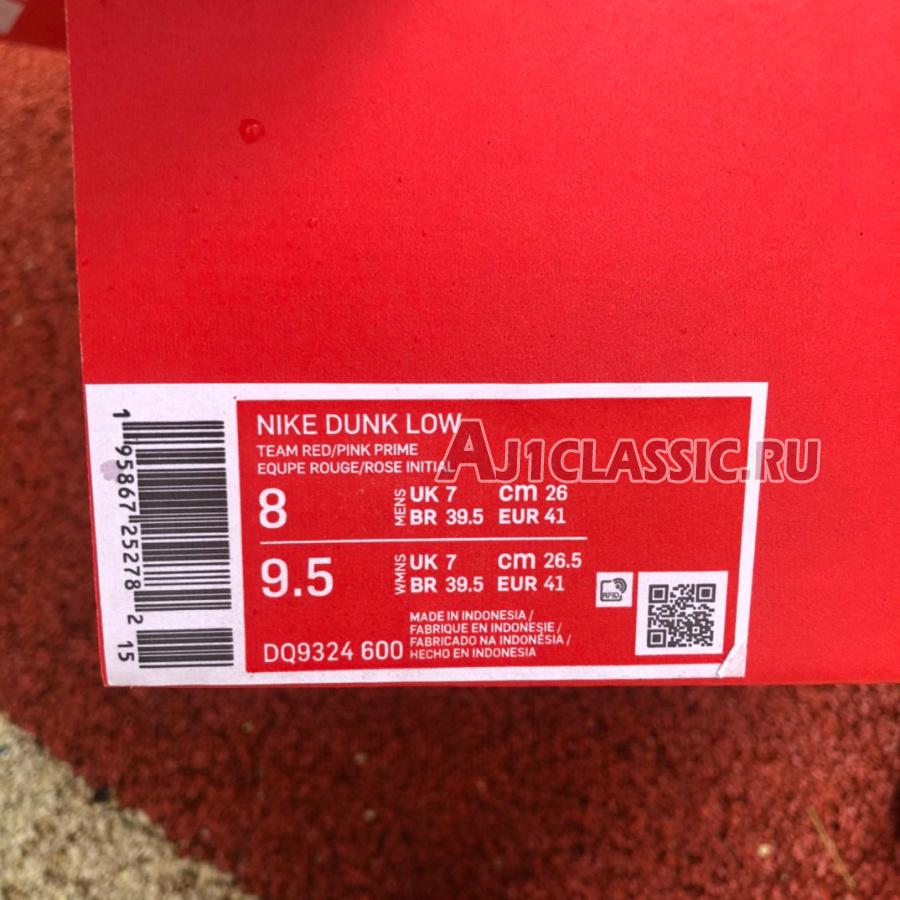 NIKE DUNK LOW
TEAM RED/PINK PRIME
EQUPE ROUGE/ROSE INITIAL
8
MENS
UK 7 cm 26
BR 39.5 EUR 41
9.5
WMNS
UK 7 cm 26.5
BR 39.5 EUR 41
RFID
DQ9324 600
MADE IN INDONESIA /
FABRIQUE EN INDONESIE /
FABRICADO NA INDONÉSIA /
HECHO EN INDONESIA
1 95867 25278 2 15
AJ1CLASSIC.RU